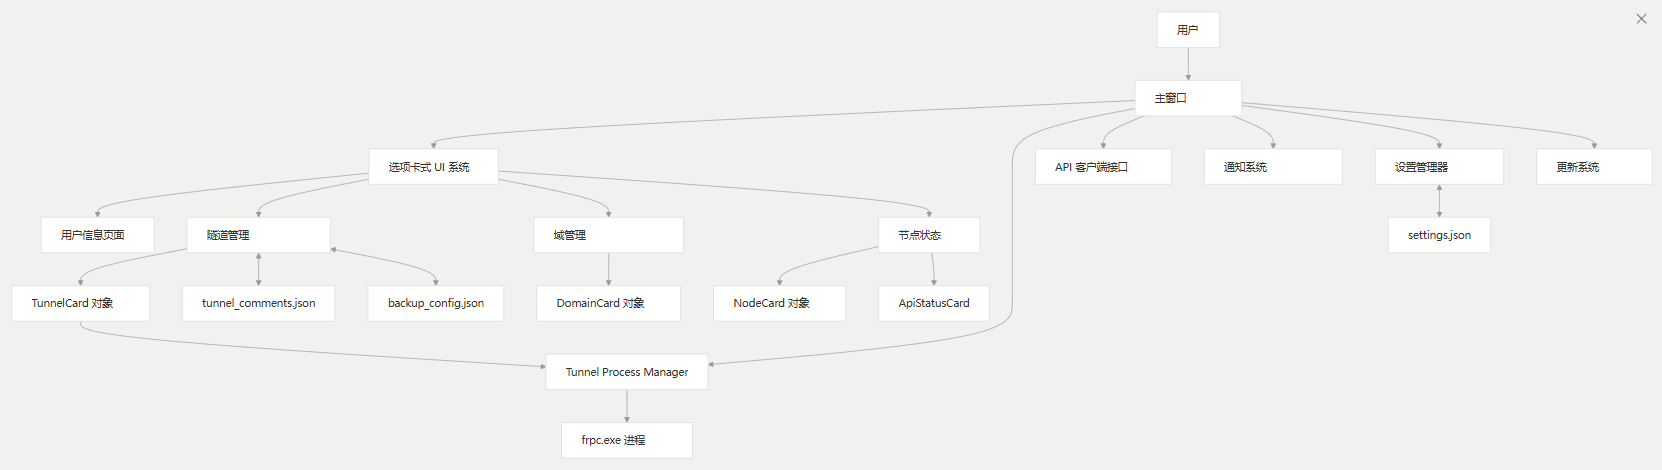 用户
主窗口
选项卡式 UI 系统
API 客户端接口
通知系统
设置管理器
更新系统
用户信息页面
隧道管理
域管理
节点状态
settings.json
TunnelCard 对象
tunnel_comments.json
backup_config.json
DomainCard 对象
NodeCard 对象
ApiStatusCard
Tunnel Process Manager
frpc.exe 进程